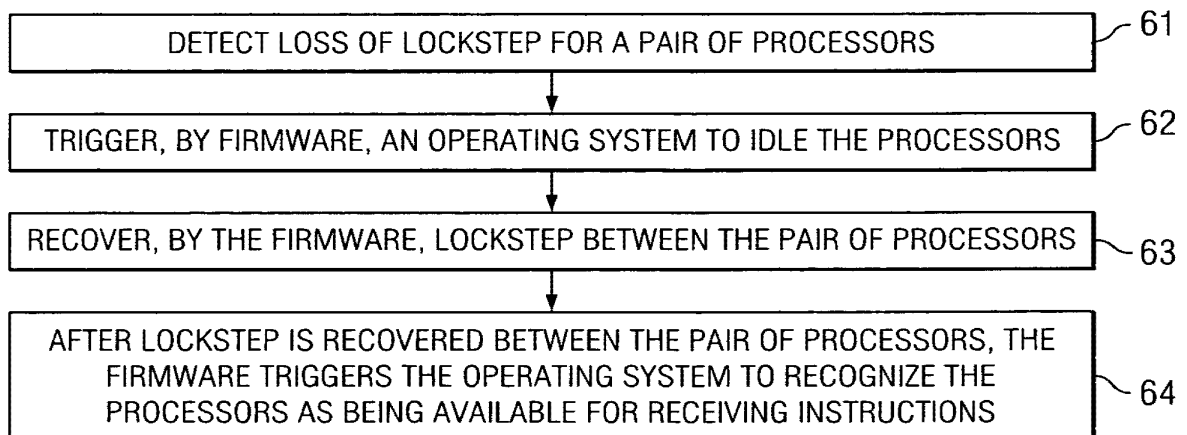 DETECT LOSS OF LOCKSTEP FOR A PAIR OF PROCESSORS
61
TRIGGER, BY FIRMWARE, AN OPERATING SYSTEM TO IDLE THE PROCESSORS
62
RECOVER, BY THE FIRMWARE, LOCKSTEP BETWEEN THE PAIR OF PROCESSORS
63
AFTER LOCKSTEP IS RECOVERED BETWEEN THE PAIR OF PROCESSORS, THE
FIRMWARE TRIGGERS THE OPERATING SYSTEM TO RECOGNIZE THE
PROCESSORS AS BEING AVAILABLE FOR RECEIVING INSTRUCTIONS
64